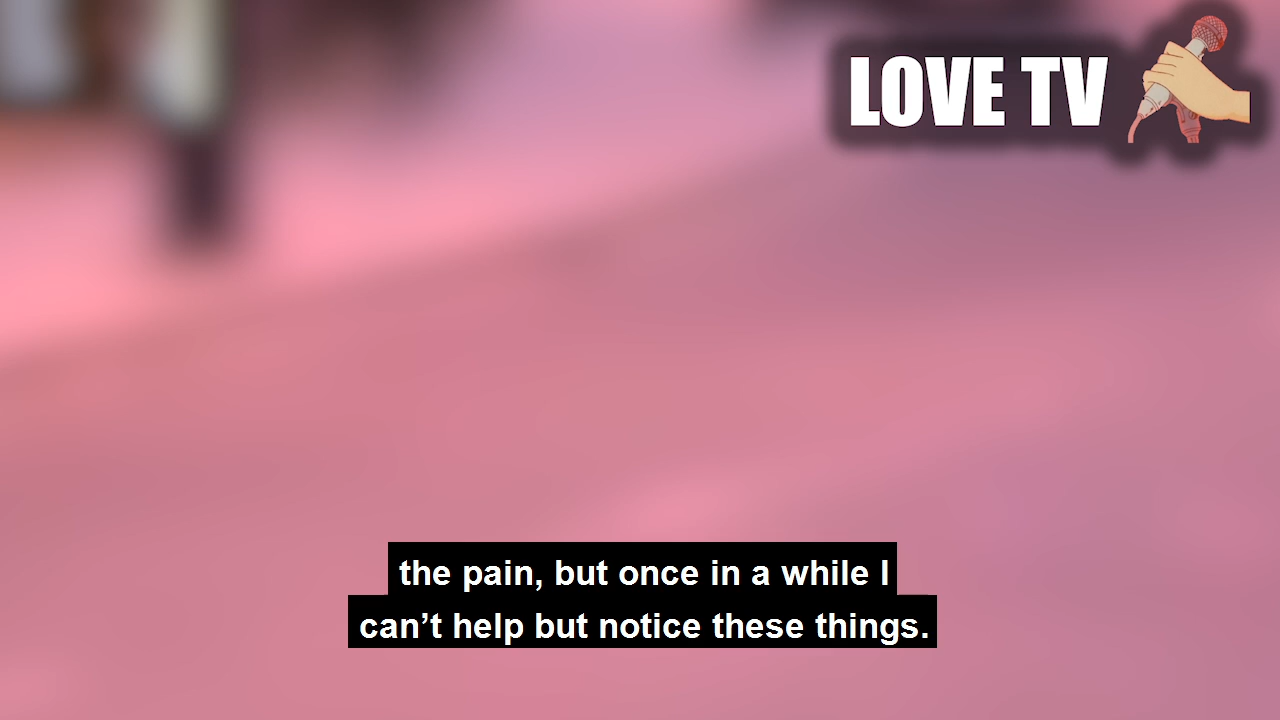 LOVE TV
the pain, but once in a while I
can’t help but notice these things.